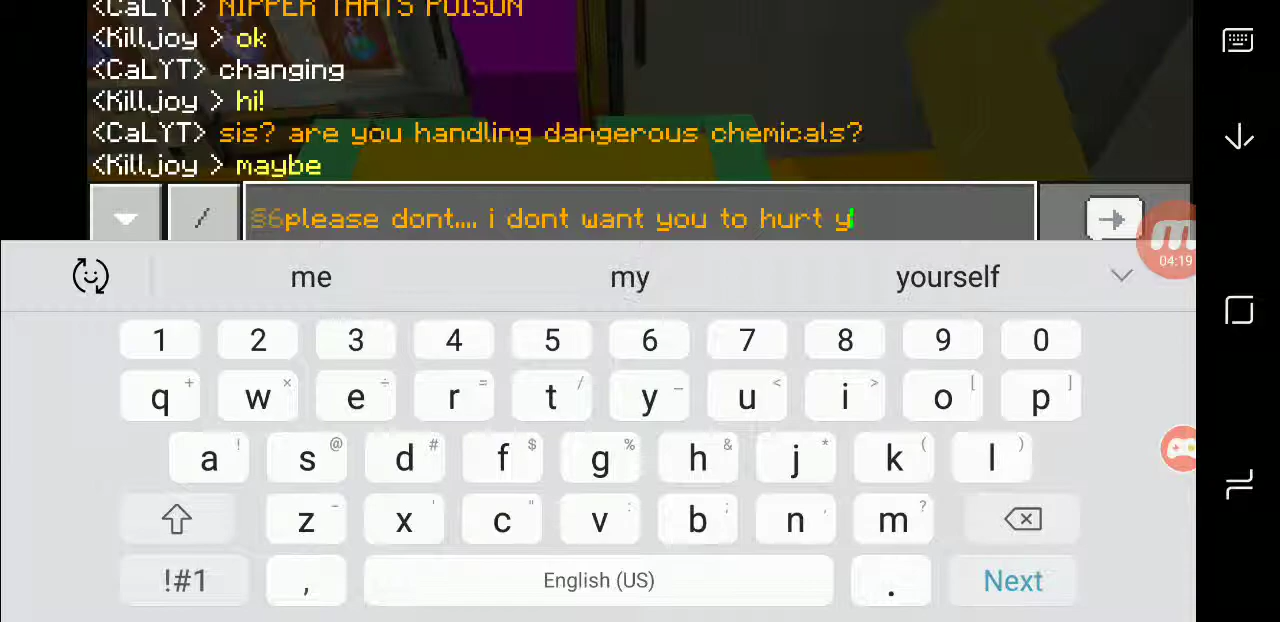 <CaLYT> NIPPER THATS POISON
<Killjoy > ok
<CaLYT> changing
<Killjoy > hi!
<CaLYT> sis? are you handling dangerous chemicals?
<Killjoy > maybe
/ §6please dont.... i dont want you to hurt y
04:19
me my yourself
1 2 3 4 5 6 7 8 9 0
q + w × e ÷ r = t / y _ u < i > o [ p ]
a ! s @ d # f $ g % h & j * k ( l )
z - x ' c " v : b ; n , m ?
!#1 , English (US) . Next